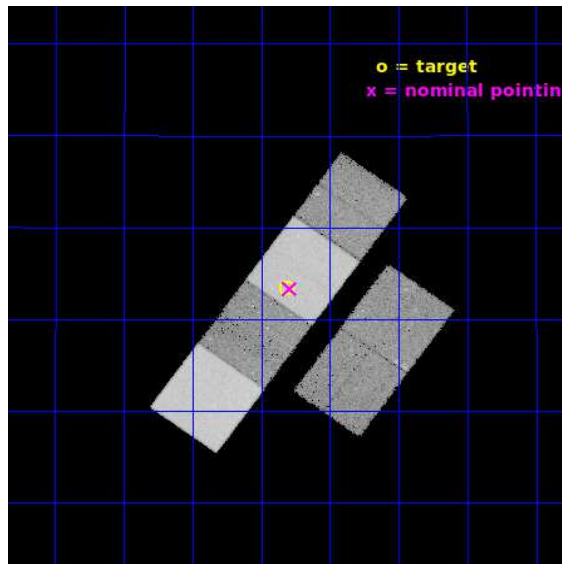 o = target
x = nominal pointin